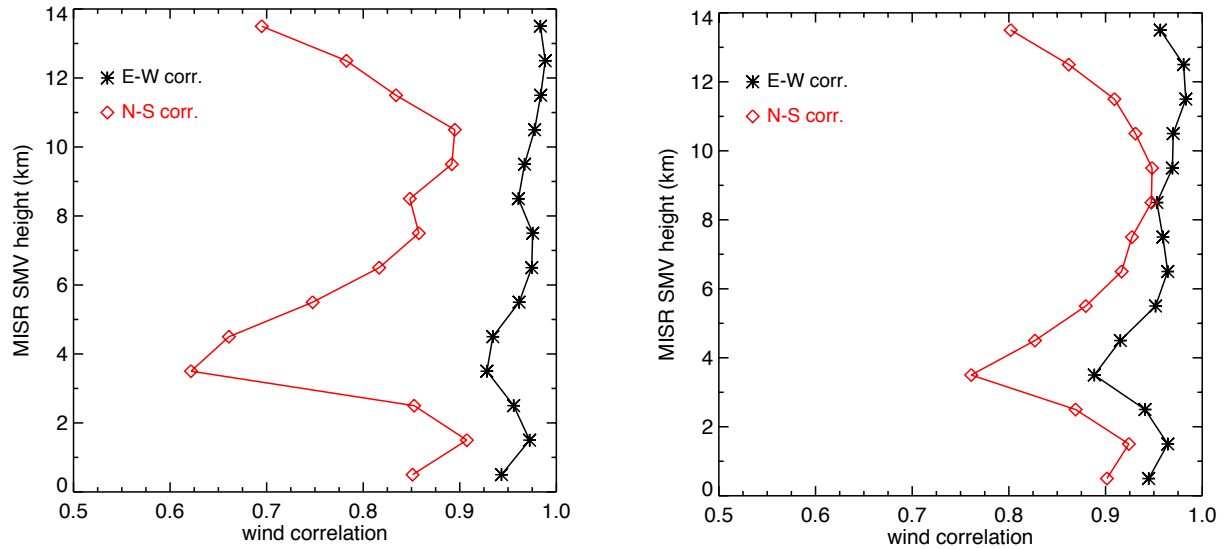 14
12
10
8
6
4
2
0
MISR SMV height (km)
E-W corr.
N-S corr.
0.5 0.6 0.7 0.8 0.9 1.0
wind correlation
14
12
10
8
6
4
2
0
MISR SMV height (km)
E-W corr.
N-S corr.
0.5 0.6 0.7 0.8 0.9 1.0
wind correlation